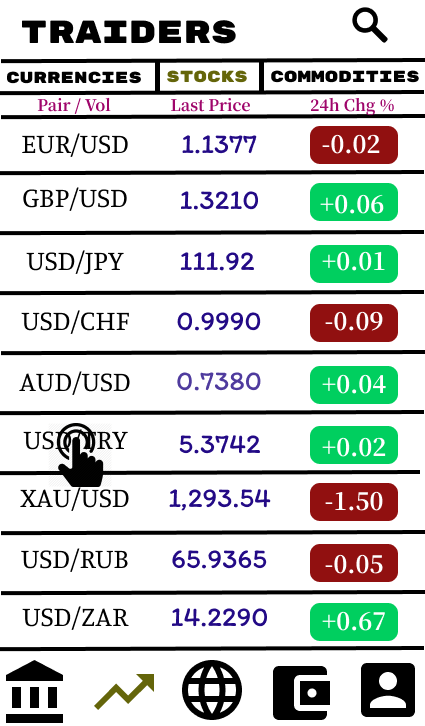 TRAIDERS
CURRENCIES STOCKS COMMODITIES
Pair / Vol Last Price 24h Chg %
EUR/USD 1.1377 -0.02
GBP/USD 1.3210 +0.06
USD/JPY 111.92 +0.01
USD/CHF 0.9990 -0.09
AUD/USD 0.7380 +0.04
USD/TRY 5.3742 +0.02
XAU/USD 1,293.54 -1.50
USD/RUB 65.9365 -0.05
USD/ZAR 14.2290 +0.67